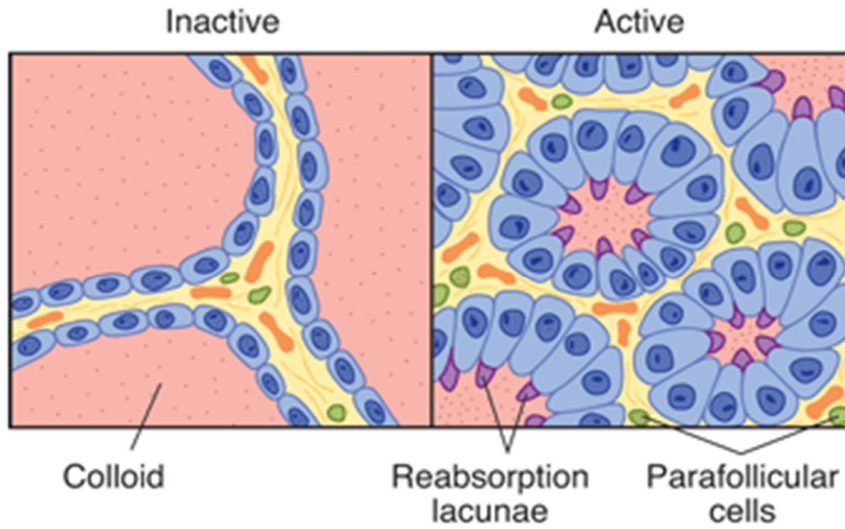 Inactive
Active
Colloid
Reabsorption
lacunae
Parafollicular
cells